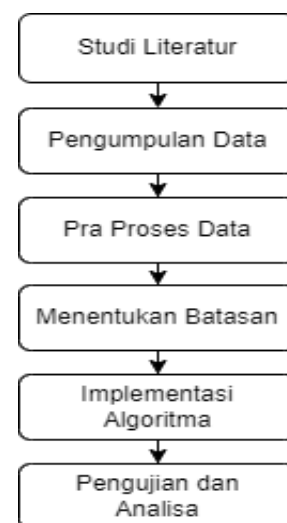 Studi Literatur
Pengumpulan Data
Pra Proses Data
Menentukan Batasan
Implementasi
Algoritma
Pengujian dan
Analisa